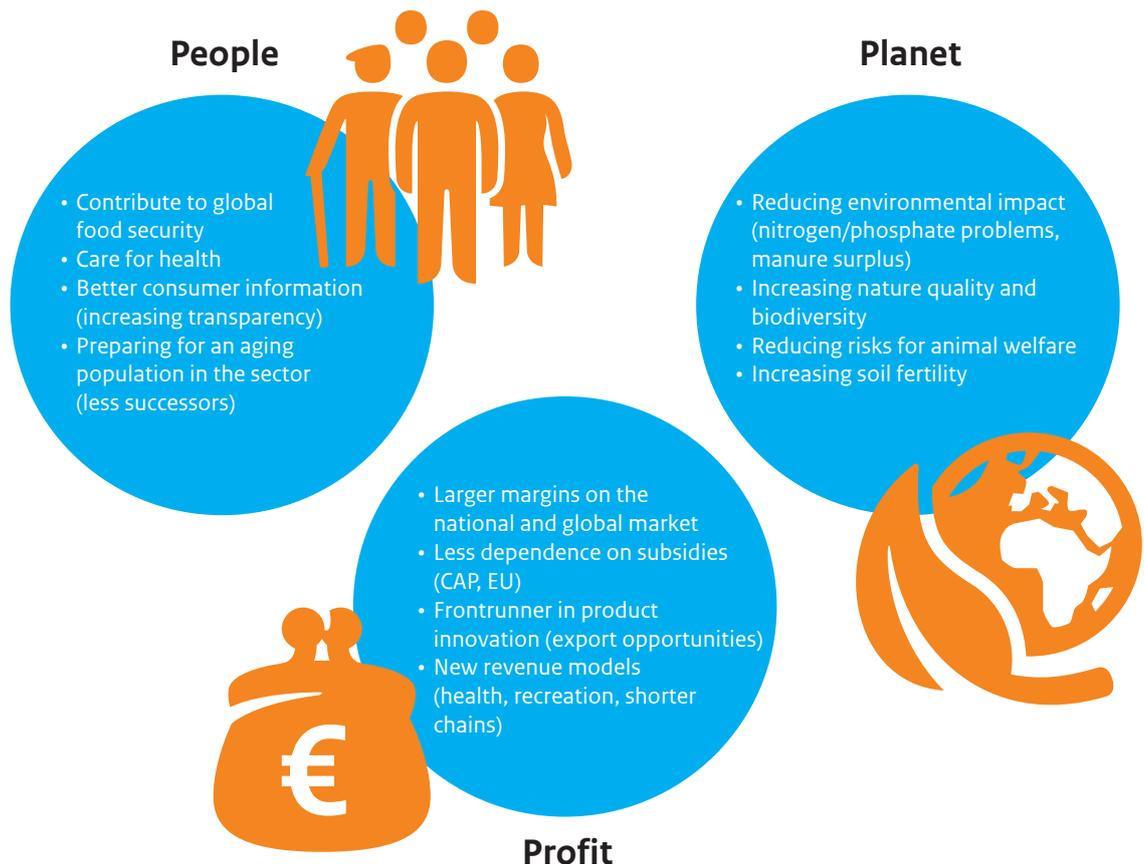 People
• Contribute to global
food security
• Care for health
• Better consumer information
(increasing transparency)
• Preparing for an aging
population in the sector
(less successors)
Planet
• Reducing environmental impact
(nitrogen/phosphate problems,
manure surplus)
• Increasing nature quality and
biodiversity
• Reducing risks for animal welfare
• Increasing soil fertility
• Larger margins on the
national and global market
• Less dependence on subsidies
(CAP, EU)
• Frontrunner in product
innovation (export opportunities)
• New revenue models
(health, recreation, shorter
chains)
€
Profit